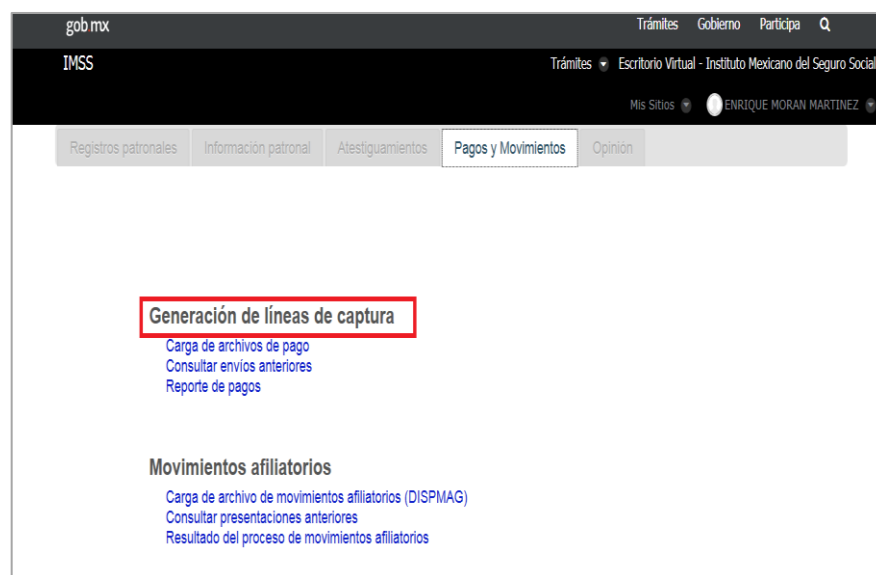 gob mx Trámites Gobierno Participa
IMSS Trámites Escritorio Virtual - Instituto Mexicano del Seguro Social
Mis Sitios ENRIQUE MORAN MARTINEZ
Registros patronales Información patronal Atestiguamientos Pagos y Movimientos Opinión
Generación de líneas de captura
Carga de archivos de pago
Consultar envíos anteriores
Reporte de pagos
Movimientos afiliatorios
Carga de archivo de movimientos afiliatorios (DISPMAG)
Consultar presentaciones anteriores
Resultado del proceso de movimientos afiliatorios